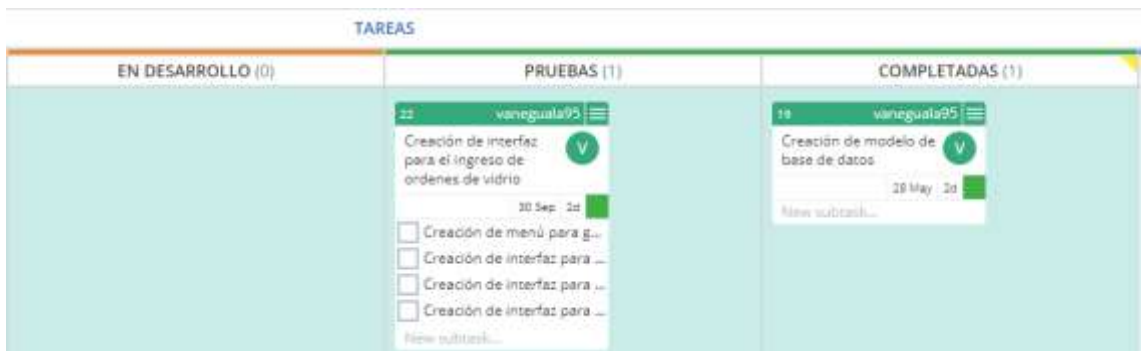 TAREAS
EN DESARROLLO (0)
PRUEBAS (1)
COMPLETADAS (1)
22 vaneguala95
Creación de interfaz
para el ingreso de
ordenes de vidrio
V
30 Sep 2d
Creación de menú para g...
Creación de interfaz para ...
Creación de interfaz para ...
Creación de interfaz para ...
New subtask...
19 vaneguala95
Creación de modelo de
base de datos
V
28 May 2d
New subtask...